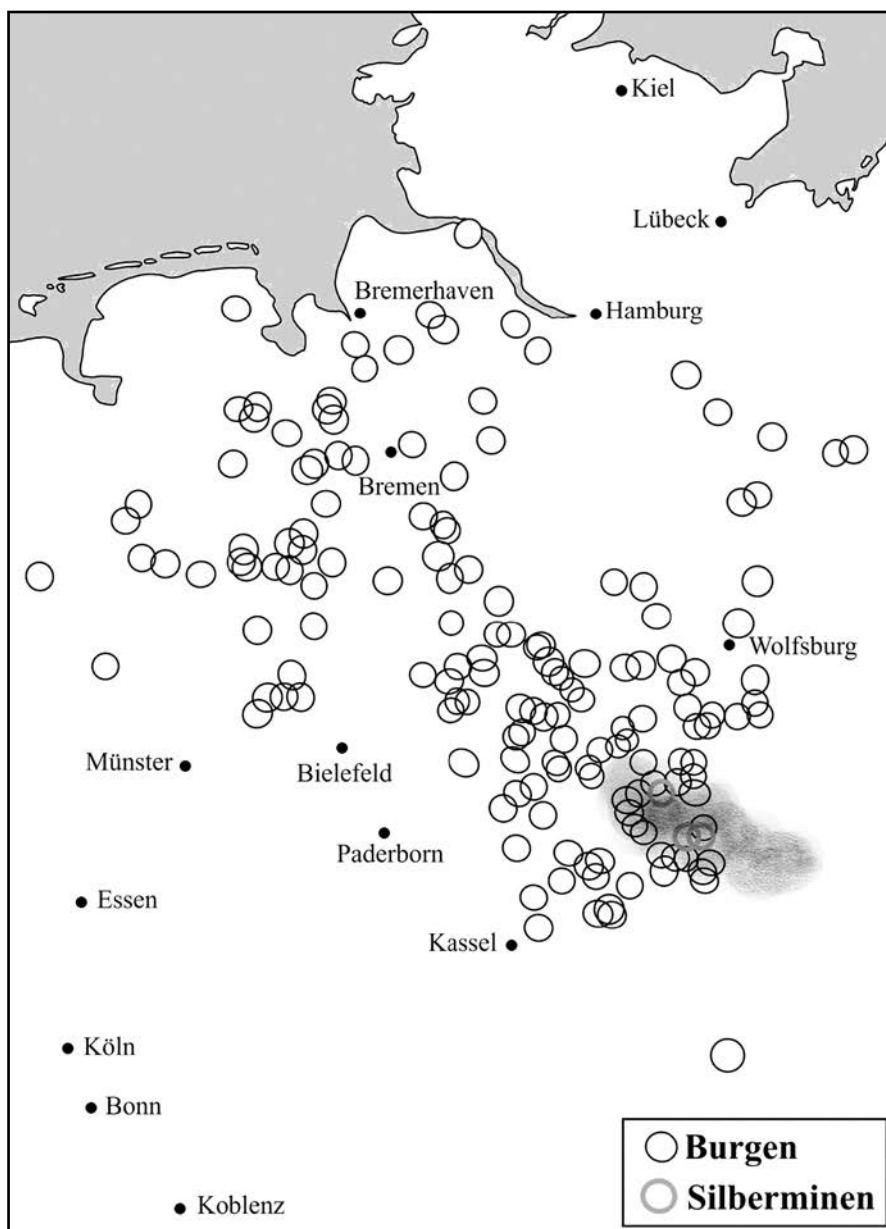 Kiel
Lübeck
Bremerhaven
Hamburg
Bremen
Wolfsburg
Münster
Bielefeld
Paderborn
Essen
Kassel
Köln
Bonn
Koblenz
Burgen
Silberminen